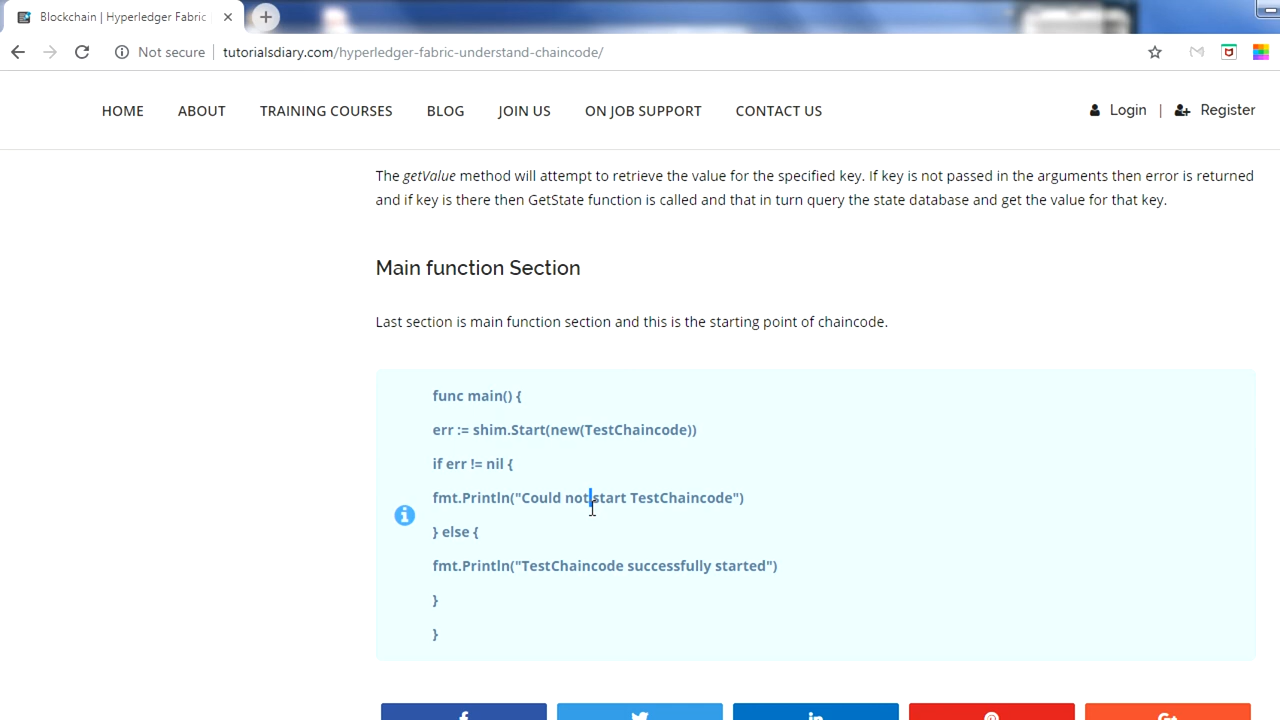 Blockchain | Hyperledger Fabric
Not secure | tutorialsdiary.com/hyperledger-fabric-understand-chaincode/
HOME ABOUT TRAINING COURSES BLOG JOIN US ON JOB SUPPORT CONTACT US Login | Register
The getValue method will attempt to retrieve the value for the specified key. If key is not passed in the arguments then error is returned
and if key is there then GetState function is called and that in turn query the state database and get the value for that key.
Main function Section
Last section is main function section and this is the starting point of chaincode.
func main() {
err := shim.Start(new(TestChaincode))
if err != nil {
fmt.Println("Could not start TestChaincode")
} else {
fmt.Println("TestChaincode successfully started")
}
}